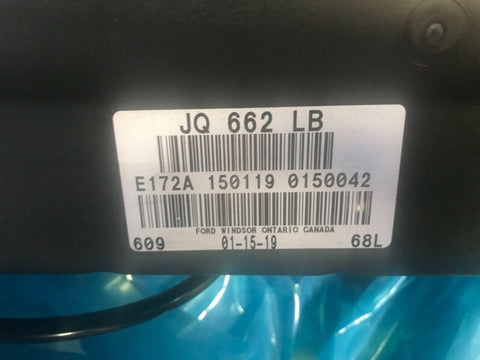 JQ 662 LB
E172A 150119 0150042
FORD WINDSOR ONTARIO CANADA
609 01-15-19 68L